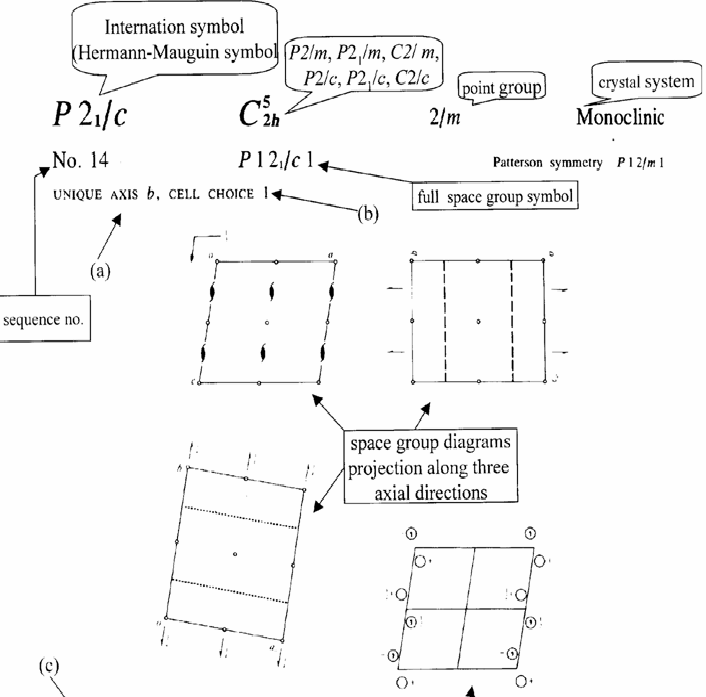 Internation symbol
(Hermann-Mauguin symbol
P2/m, P2₁/m, C2/ m,
P2/c, P2₁/c, C2/c
point group
crystal system
P 2₁/c
C⁵₂ₕ
2/m
Monoclinic
No. 14
P 1 2₁/c 1
Patterson symmetry P 1 2/m 1
UNIQUE AXIS b, CELL CHOICE 1
full space group symbol
(b)
(a)
sequence no.
space group diagrams
projection along three
axial directions
(c)